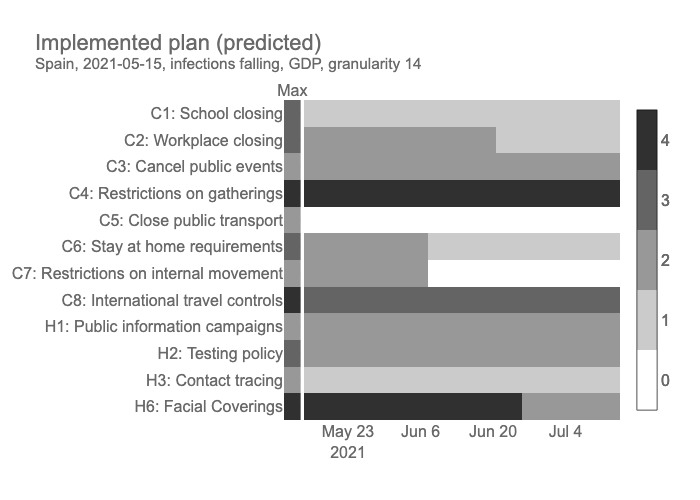 Implemented plan (predicted)
Spain, 2021-05-15, infections falling, GDP, granularity 14
Max
C1: School closing
C2: Workplace closing
C3: Cancel public events
C4: Restrictions on gatherings
C5: Close public transport
C6: Stay at home requirements
C7: Restrictions on internal movement
C8: International travel controls
H1: Public information campaigns
H2: Testing policy
H3: Contact tracing
H6: Facial Coverings
May 23 Jun 6 Jun 20 Jul 4
2021
4
3
2
1
0